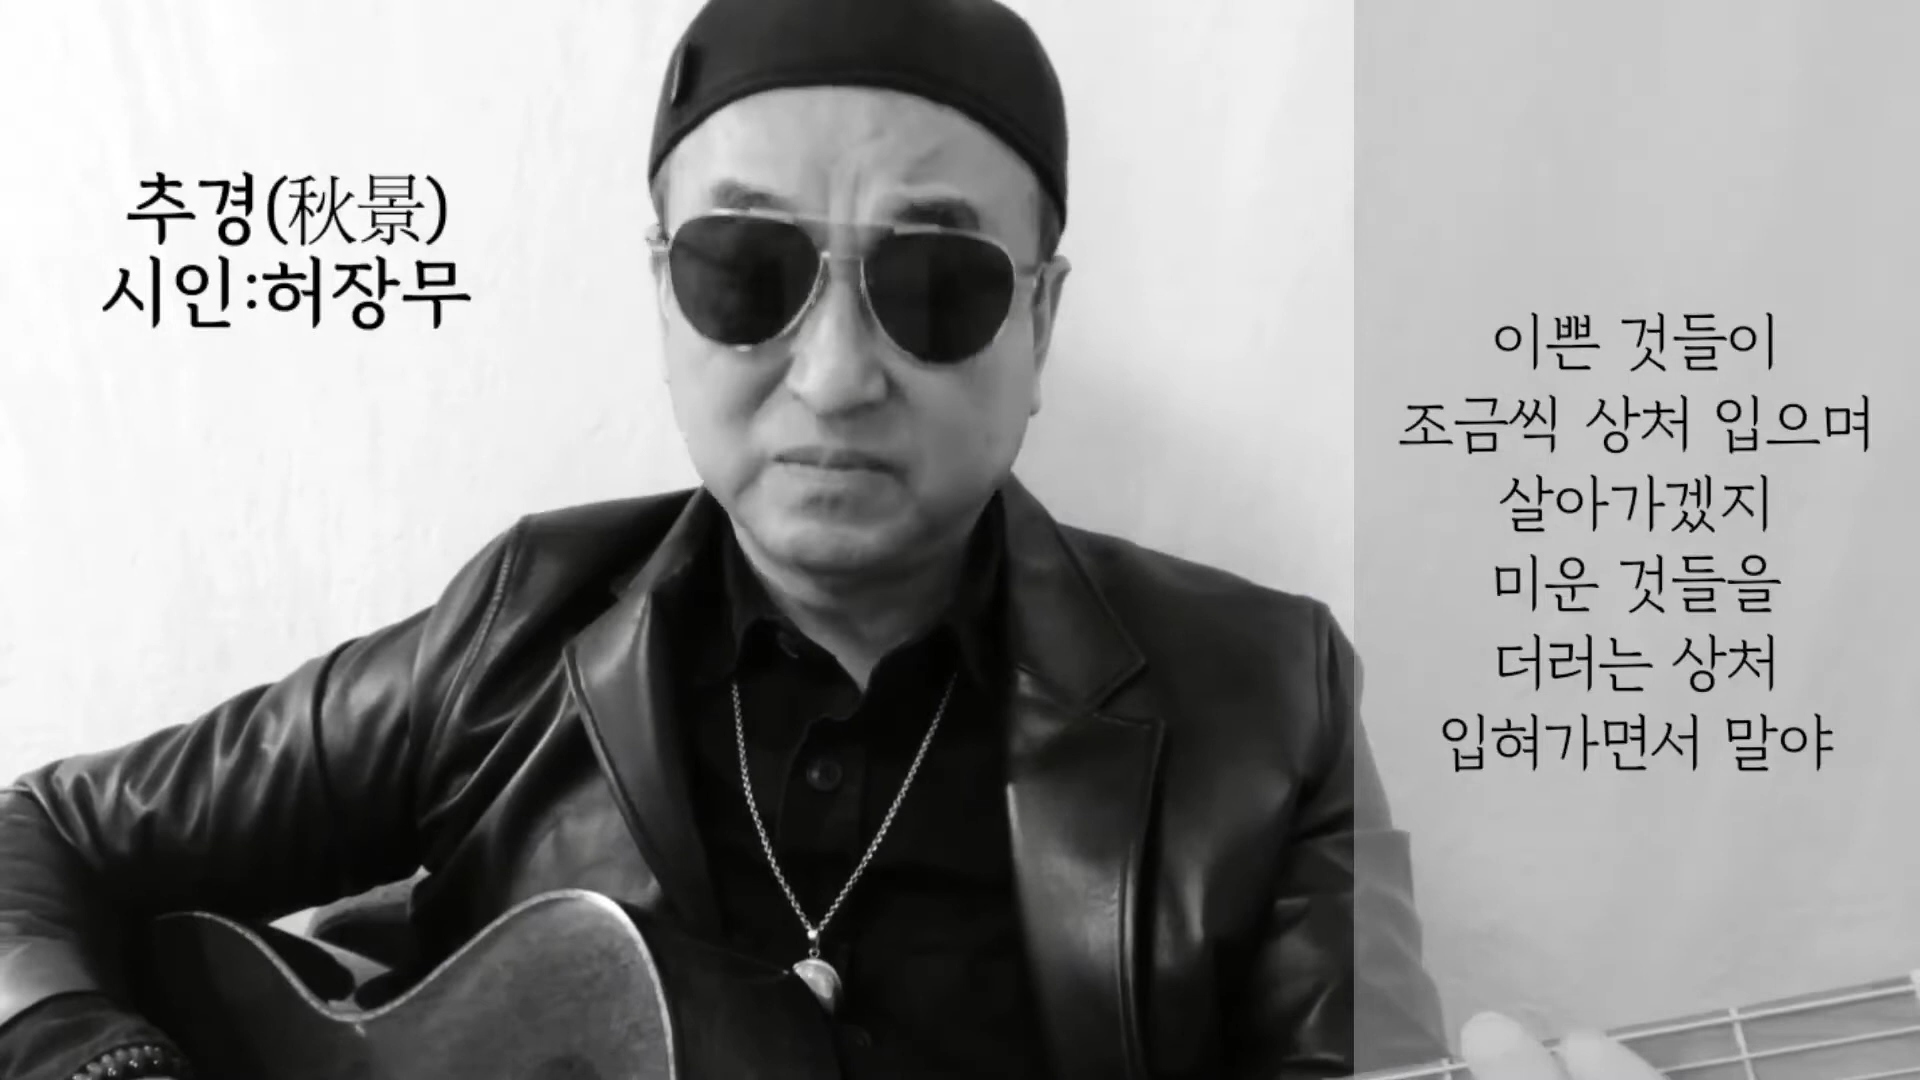 추경(秋景)
시인:허장무
이쁜 것들이
조금씩 상처 입으며
살아가겠지
미운 것들을
더러는 상처
입혀가면서 말야